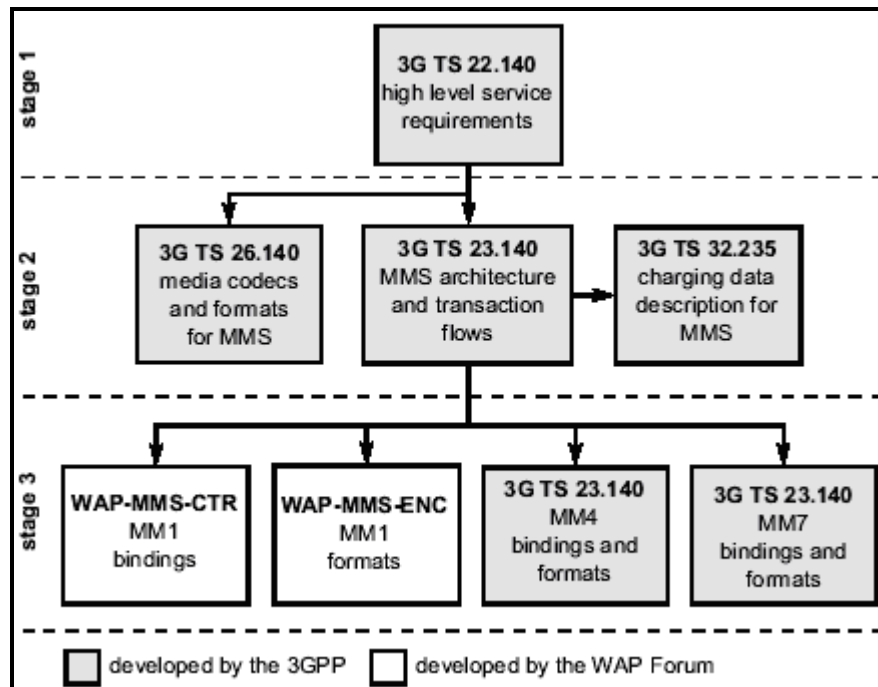 stage 1
3G TS 22.140
high level service
requirements
stage 2
3G TS 26.140
media codecs
and formats
for MMS
3G TS 23.140
MMS architecture
and transaction
flows
3G TS 32.235
charging data
description for
MMS
stage 3
WAP-MMS-CTR
MM1
bindings
WAP-MMS-ENC
MM1
formats
3G TS 23.140
MM4
bindings and
formats
3G TS 23.140
MM7
bindings and
formats
developed by the 3GPP
developed by the WAP Forum